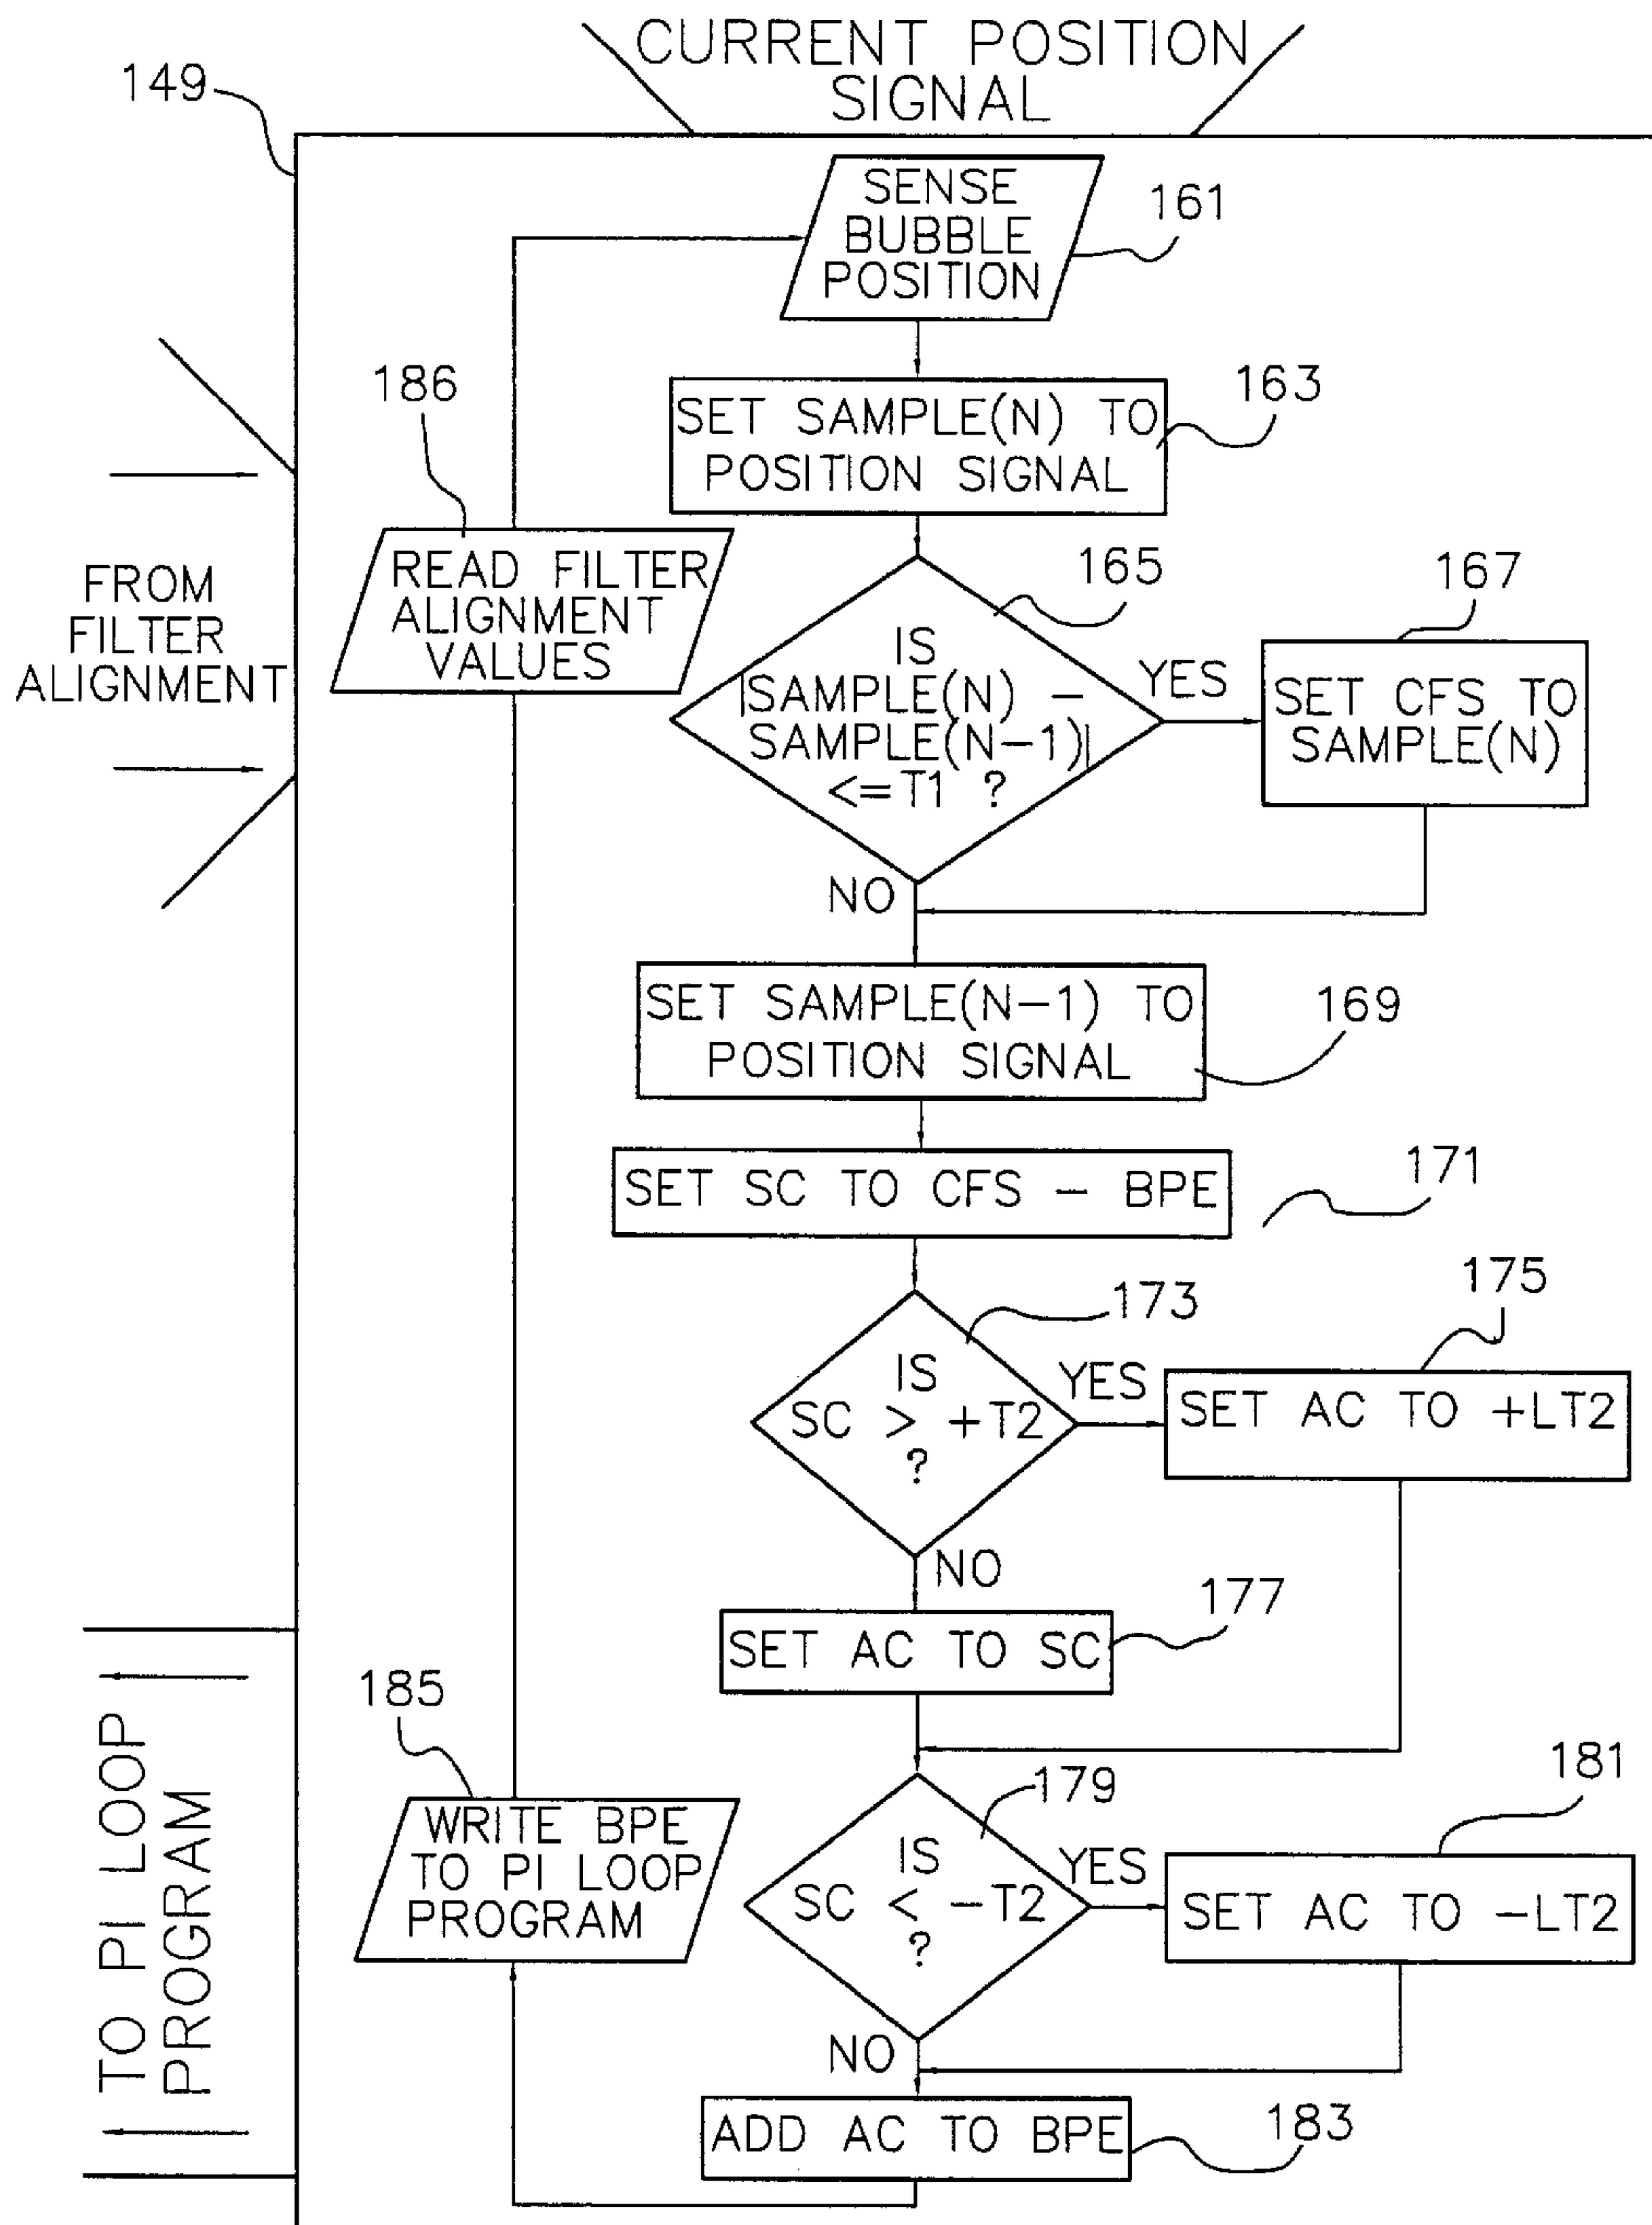 CURRENT POSITION
SIGNAL
149
SENSE
BUBBLE
POSITION
161
186
SET SAMPLE(N) TO
POSITION SIGNAL
163
READ FILTER
ALIGNMENT
VALUES
FROM
FILTER
ALIGNMENT
165
IS
|SAMPLE(N) -
SAMPLE(N-1)|
<=T1 ?
YES
167
SET CFS TO
SAMPLE(N)
NO
SET SAMPLE(N-1) TO
POSITION SIGNAL
169
SET SC TO CFS - BPE
171
173
IS
SC > +T2
?
YES
175
SET AC TO +LT2
NO
177
SET AC TO SC
185
WRITE BPE
TO PI LOOP
PROGRAM
TO PI LOOP
PROGRAM
179
IS
SC < -T2
?
YES
181
SET AC TO -LT2
NO
ADD AC TO BPE
183